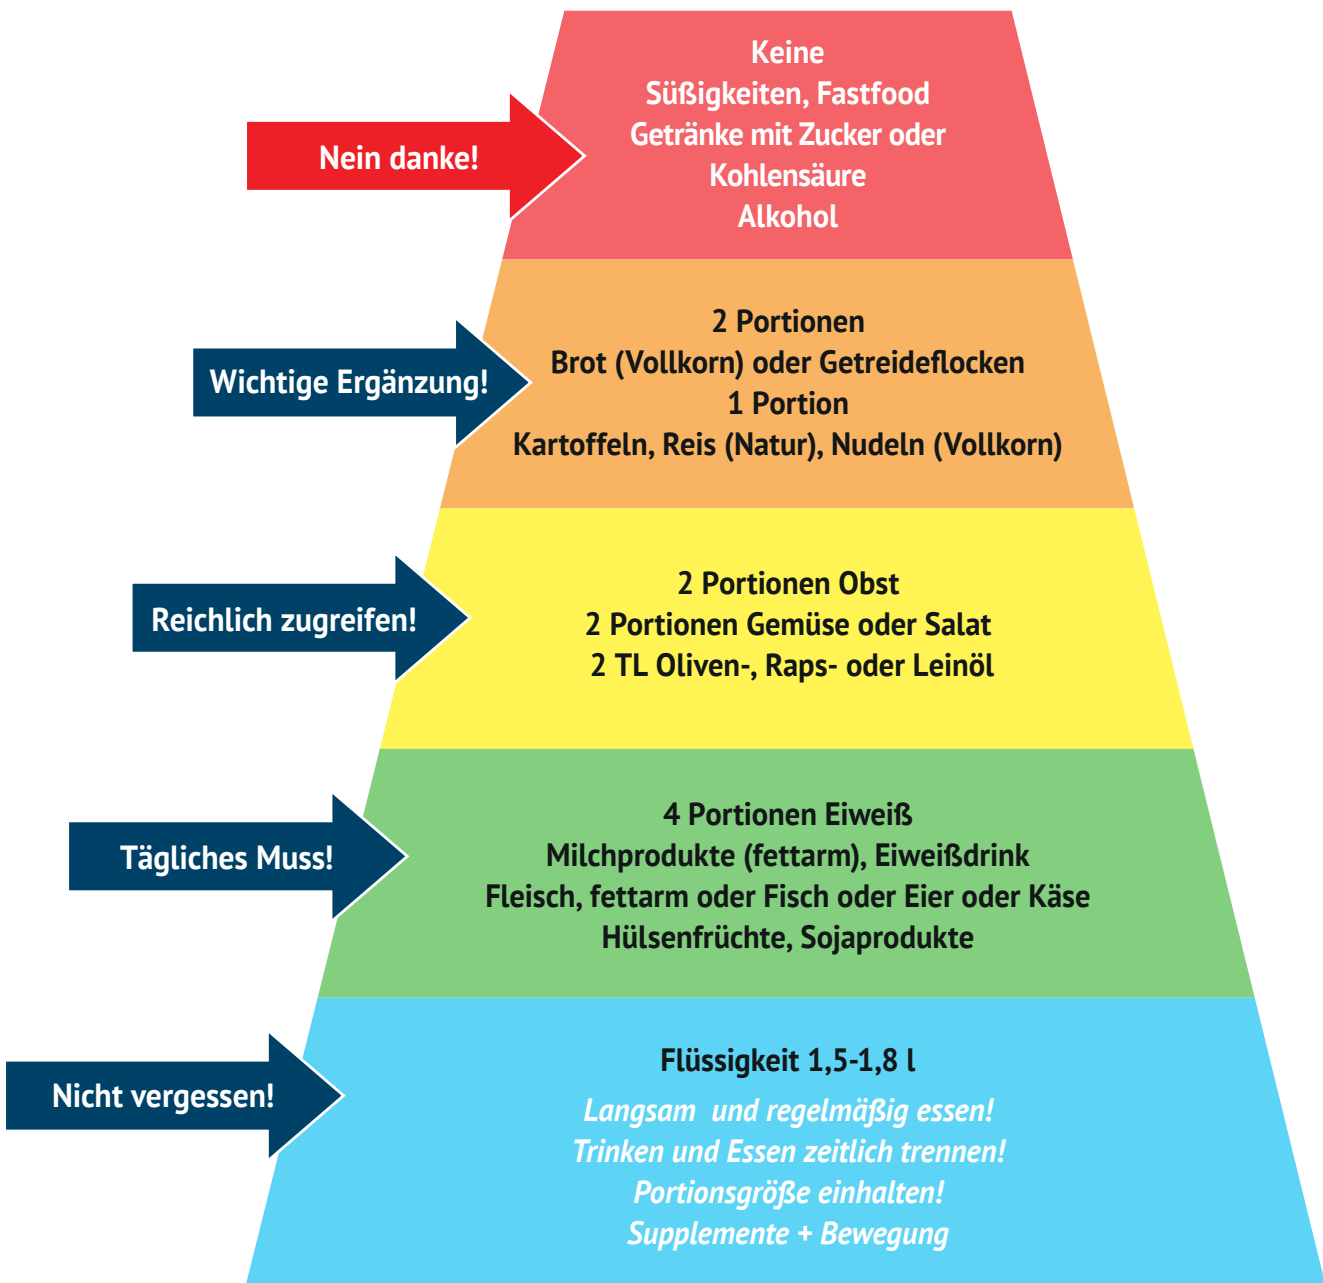 Keine
Süßigkeiten, Fastfood
Getränke mit Zucker oder
Kohlensäure
Alkohol
Nein danke!
2 Portionen
Brot (Vollkorn) oder Getreideflocken
1 Portion
Kartoffeln, Reis (Natur), Nudeln (Vollkorn)
Wichtige Ergänzung!
2 Portionen Obst
2 Portionen Gemüse oder Salat
2 TL Oliven-, Raps- oder Leinöl
Reichlich zugreifen!
4 Portionen Eiweiß
Milchprodukte (fettarm), Eiweißdrink
Fleisch, fettarm oder Fisch oder Eier oder Käse
Hülsenfrüchte, Sojaprodukte
Tägliches Muss!
Flüssigkeit 1,5-1,8 l
Langsam und regelmäßig essen!
Trinken und Essen zeitlich trennen!
Portionsgröße einhalten!
Supplemente + Bewegung
Nicht vergessen!